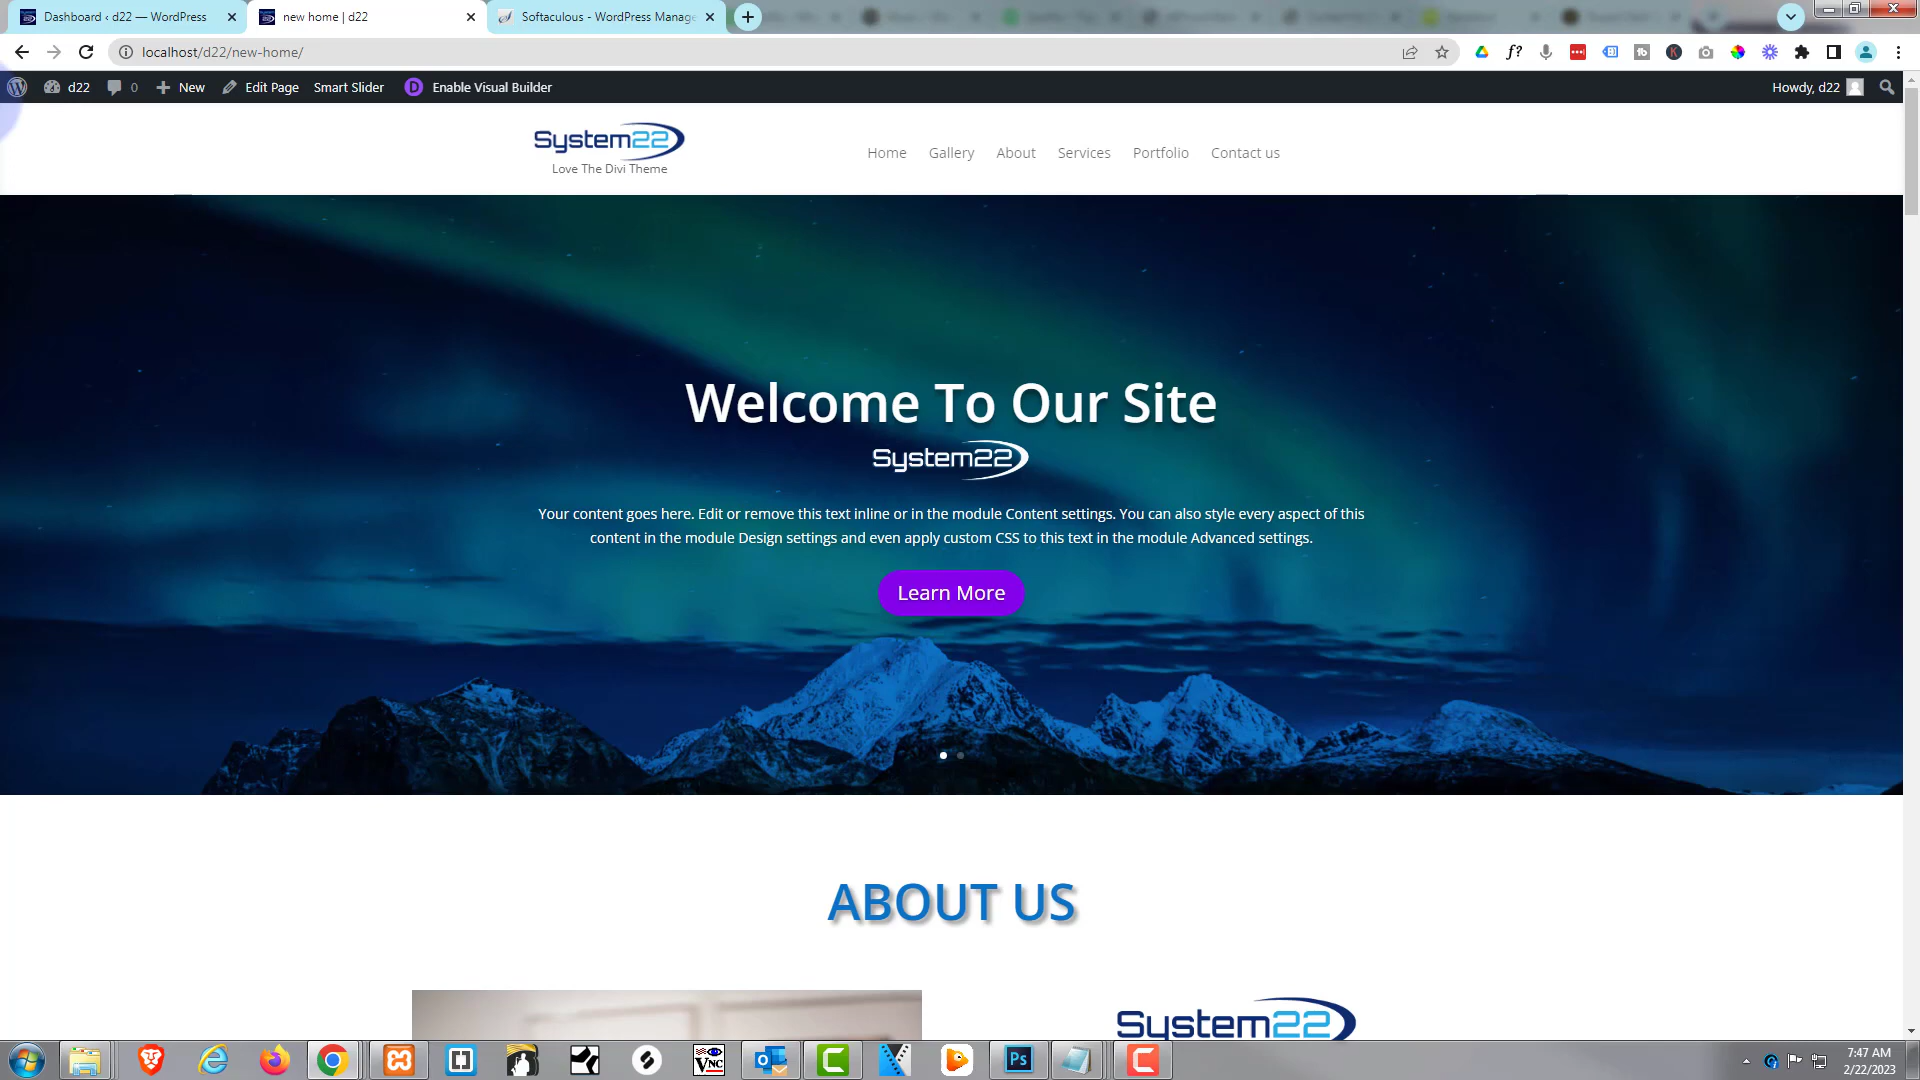 Dashboard ‹ d22 — WordPress
new home | d22
Softaculous - WordPress Manage
localhost/d22/new-home/
d22
0
New
Edit Page
Smart Slider
D
Enable Visual Builder
Howdy, d22
System22
Love The Divi Theme
Home
Gallery
About
Services
Portfolio
Contact us
Welcome To Our Site
System22
Your content goes here. Edit or remove this text inline or in the module Content settings. You can also style every aspect of this
content in the module Design settings and even apply custom CSS to this text in the module Advanced settings.
Learn More
ABOUT US
System22
Ps
VNC
7:47 AM
2/22/2023